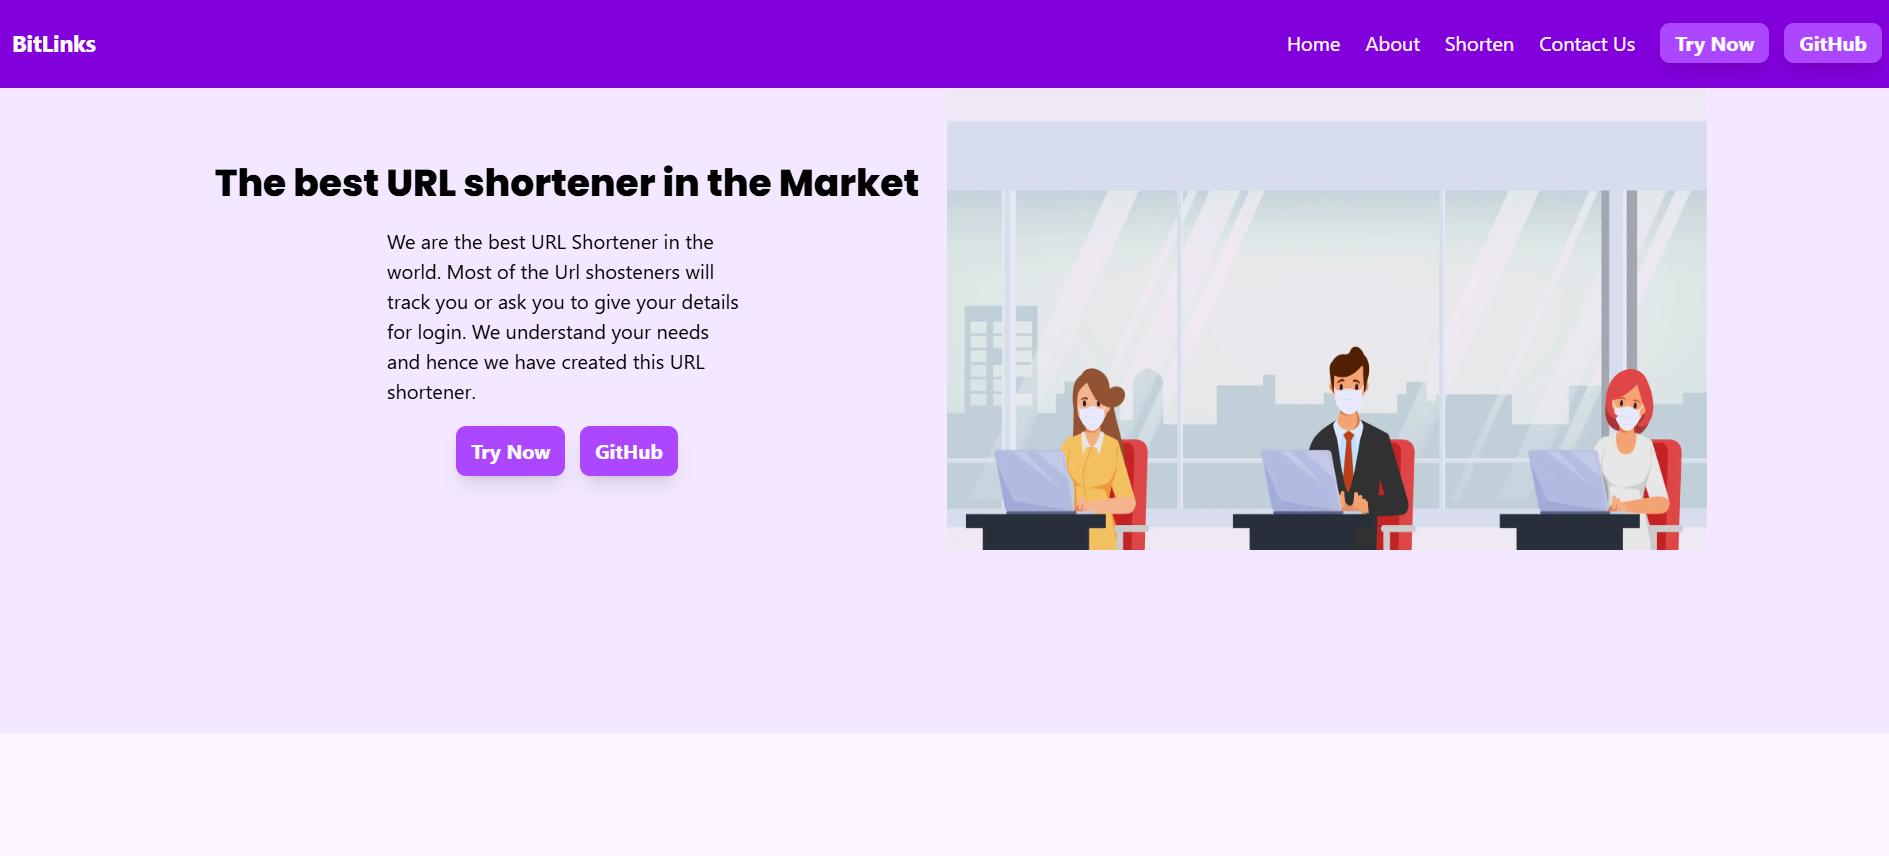 BitLinks
Home About Shorten Contact Us Try Now GitHub
The best URL shortener in the Market
We are the best URL Shortener in the
world. Most of the Url shosteners will
track you or ask you to give your details
for login. We understand your needs
and hence we have created this URL
shortener.
Try Now GitHub